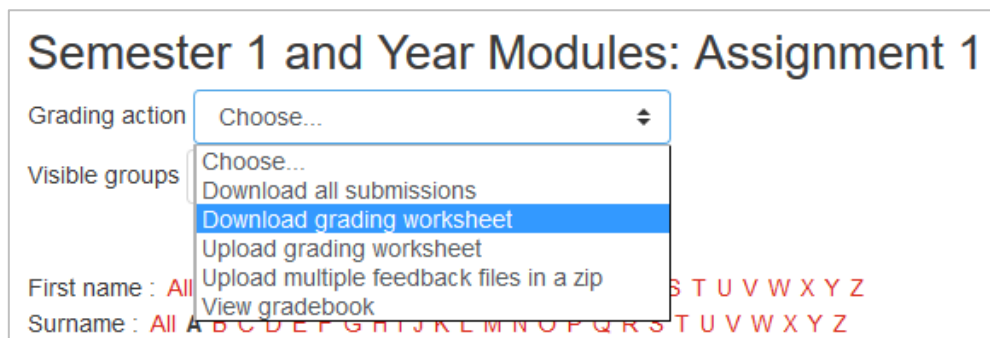 Semester 1 and Year Modules: Assignment 1
Grading action Choose...
Choose...
Visible groups
Download all submissions
Download grading worksheet
Upload grading worksheet
Upload multiple feedback files in a zip
First name : All S T U V W X Y Z
View gradebook
Surname : All A B C D E F G H I J K L M N O P Q R S T U V W X Y Z